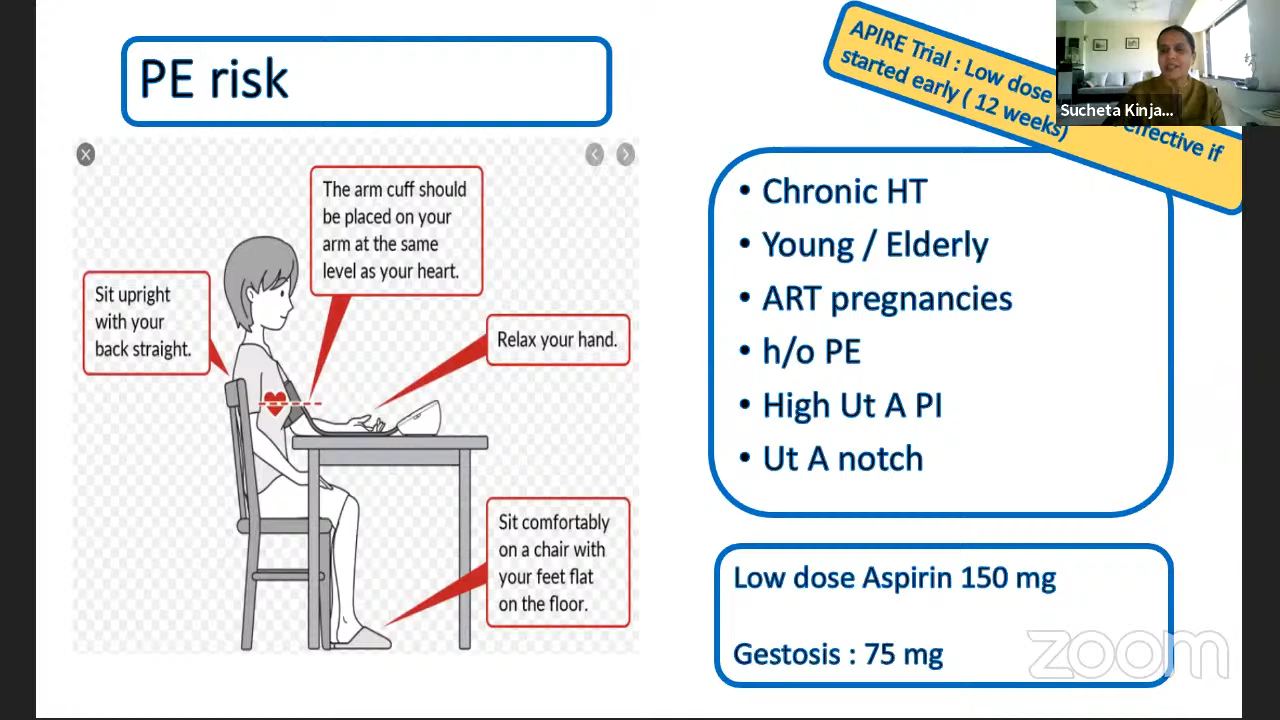 PE risk
APIRE Trial : Low dose
started early ( 12 weeks)
effective if
Sucheta Kinja...
The arm cuff should
be placed on your
arm at the same
level as your heart.
Sit upright
with your
back straight.
Relax your hand.
Sit comfortably
on a chair with
your feet flat
on the floor.
• Chronic HT
• Young / Elderly
• ART pregnancies
• h/o PE
• High Ut A PI
• Ut A notch
Low dose Aspirin 150 mg
Gestosis : 75 mg
zoom